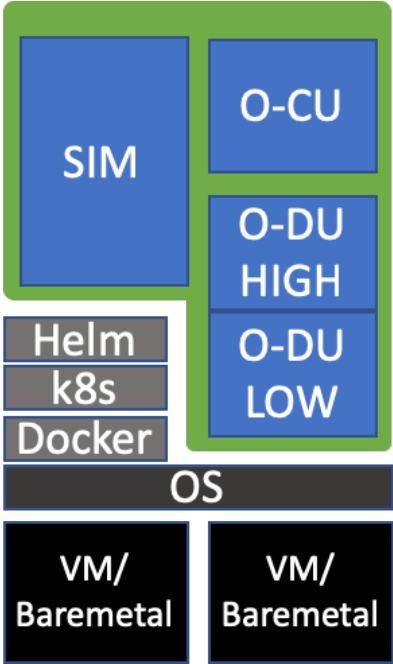 SIM
O-CU
O-DU
HIGH
O-DU
LOW
Helm
k8s
Docker
OS
VM/
Baremetal
VM/
Baremetal